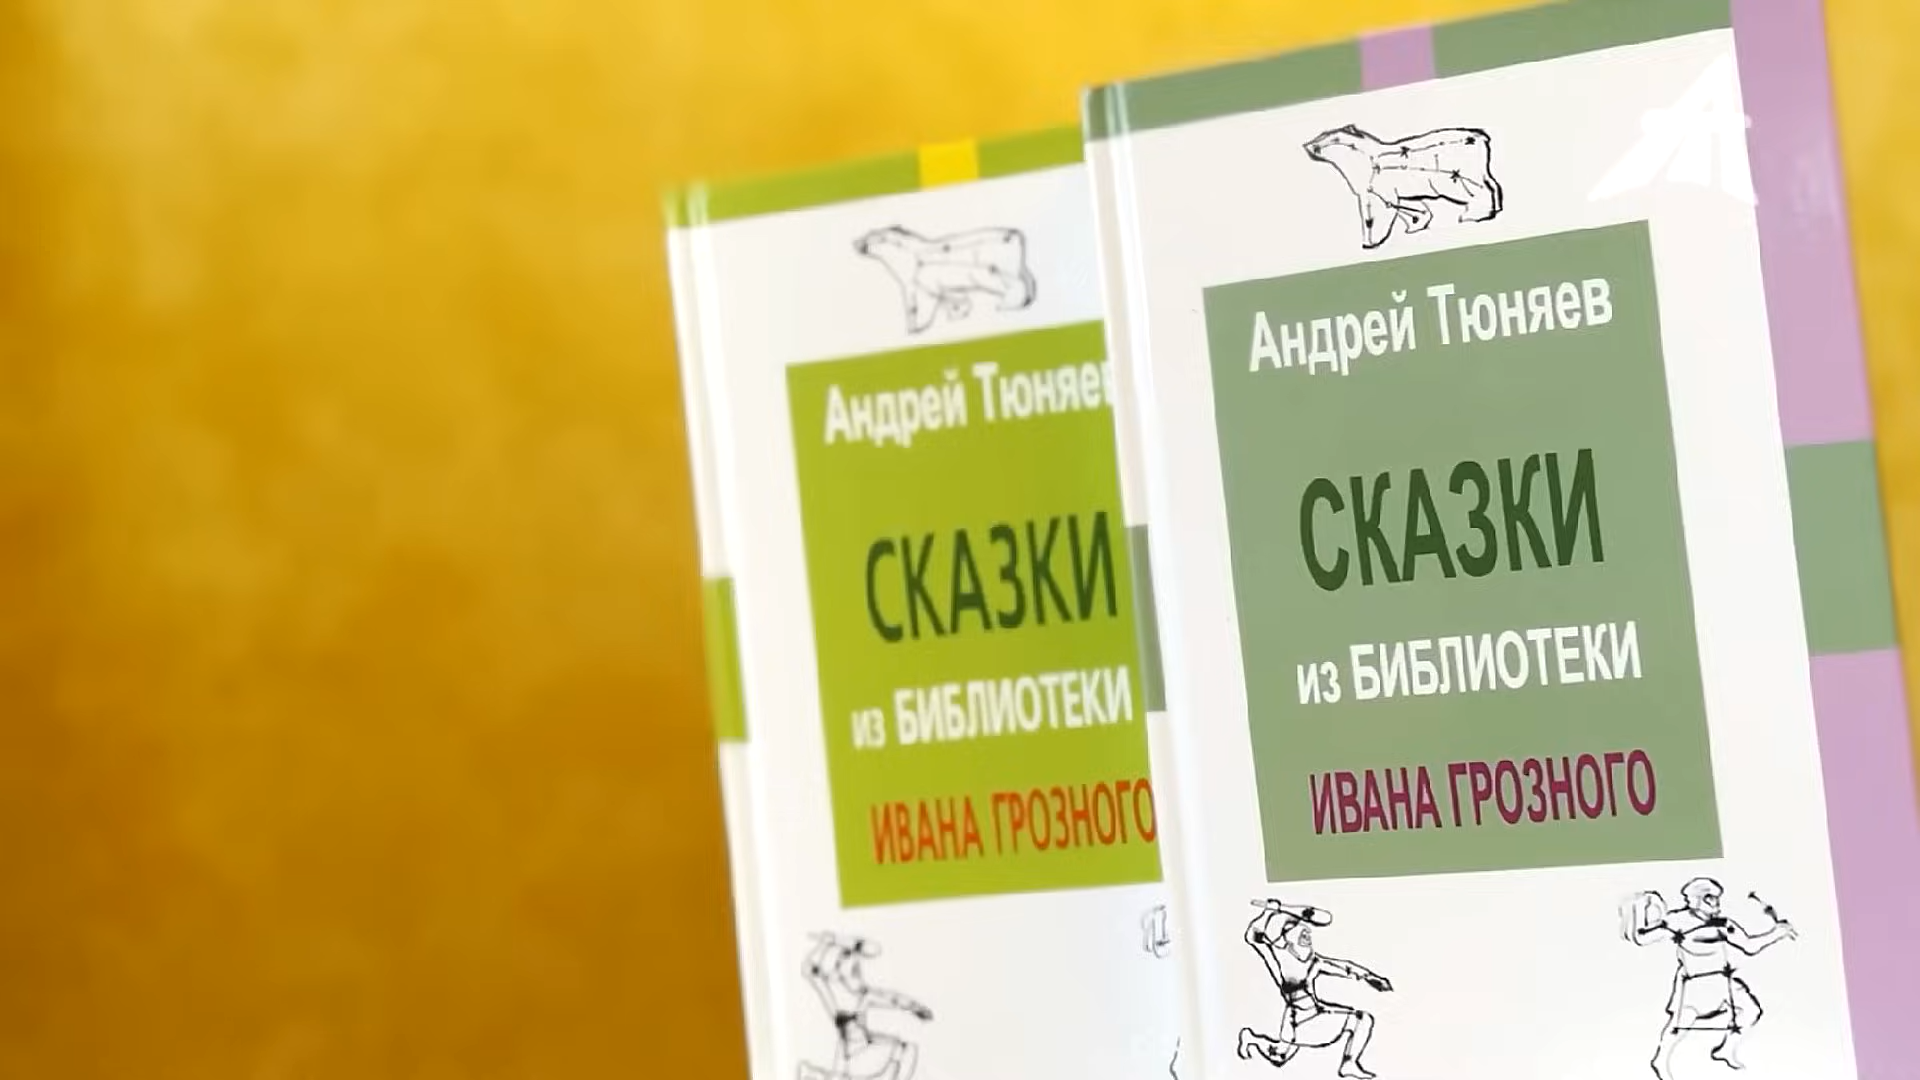 Андрей Тюняев
СКАЗКИ
из БИБЛИОТЕКИ
ИВАНА ГРОЗНОГО
Андрей Тюняев
СКАЗКИ
из БИБЛИОТЕКИ
ИВАНА ГРОЗНОГО